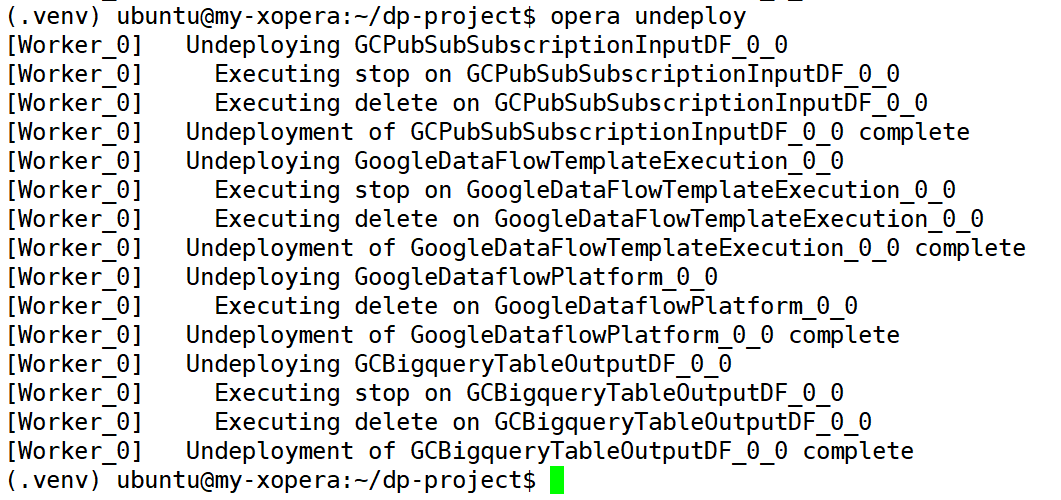 (.venv) ubuntu@my-xopera:~/dp-project$ opera undeploy
[Worker_0]   Undeploying GCPubSubSubscriptionInputDF_0_0
[Worker_0]     Executing stop on GCPubSubSubscriptionInputDF_0_0
[Worker_0]     Executing delete on GCPubSubSubscriptionInputDF_0_0
[Worker_0]   Undeployment of GCPubSubSubscriptionInputDF_0_0 complete
[Worker_0]   Undeploying GoogleDataFlowTemplateExecution_0_0
[Worker_0]     Executing stop on GoogleDataFlowTemplateExecution_0_0
[Worker_0]     Executing delete on GoogleDataFlowTemplateExecution_0_0
[Worker_0]   Undeployment of GoogleDataFlowTemplateExecution_0_0 complete
[Worker_0]   Undeploying GoogleDataflowPlatform_0_0
[Worker_0]     Executing delete on GoogleDataflowPlatform_0_0
[Worker_0]   Undeployment of GoogleDataflowPlatform_0_0 complete
[Worker_0]   Undeploying GCBigqueryTableOutputDF_0_0
[Worker_0]     Executing stop on GCBigqueryTableOutputDF_0_0
[Worker_0]     Executing delete on GCBigqueryTableOutputDF_0_0
[Worker_0]   Undeployment of GCBigqueryTableOutputDF_0_0 complete
(.venv) ubuntu@my-xopera:~/dp-project$